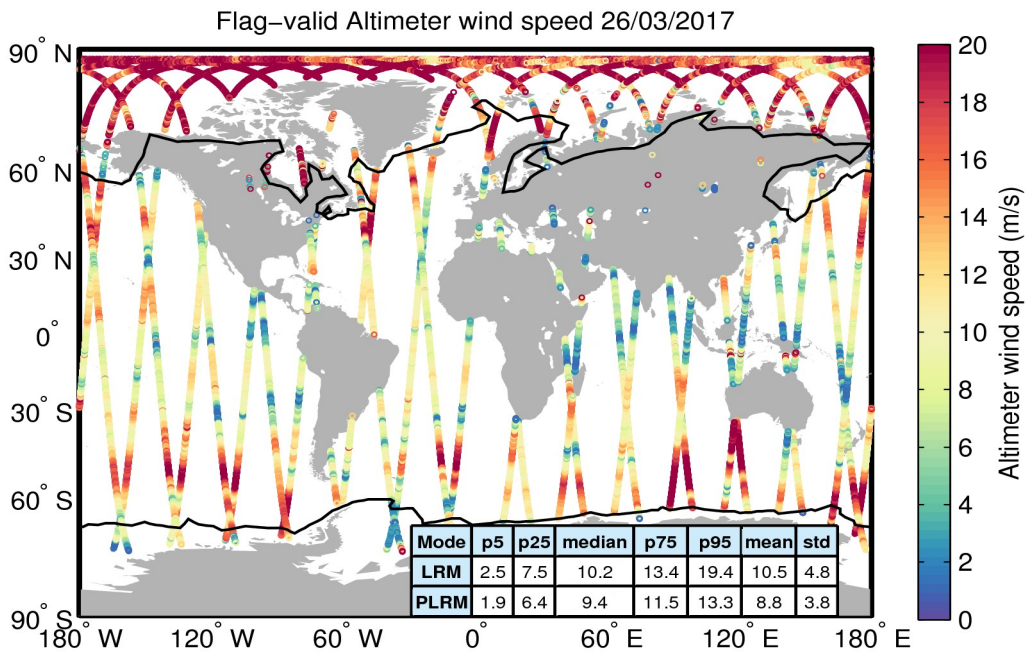 Flag−valid Altimeter wind speed 26/03/2017
90° N
60° N
30° N
0°
30° S
60° S
90° S
180° W
120° W
60° W
0°
60° E
120° E
180° E
Mode p5 p25 median p75 p95 mean std
LRM 2.5 7.5 10.2 13.4 19.4 10.5 4.8
PLRM 1.9 6.4 9.4 11.5 13.3 8.8 3.8
20
18
16
14
12
10
8
6
4
2
0
Altimeter wind speed (m/s)